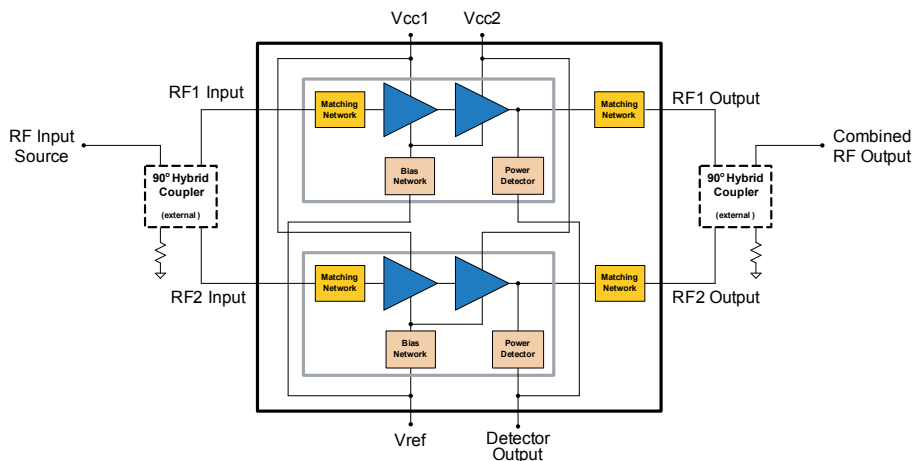 Vcc1
Vcc2
RF1 Input
Matching
Network
Matching
Network
RF1 Output
RF Input
Source
Combined
RF Output
90° Hybrid
Coupler
(external )
Bias
Network
Power
Detector
90° Hybrid
Coupler
(external )
RF2 Input
Matching
Network
Matching
Network
RF2 Output
Bias
Network
Power
Detector
Vref
Detector
Output